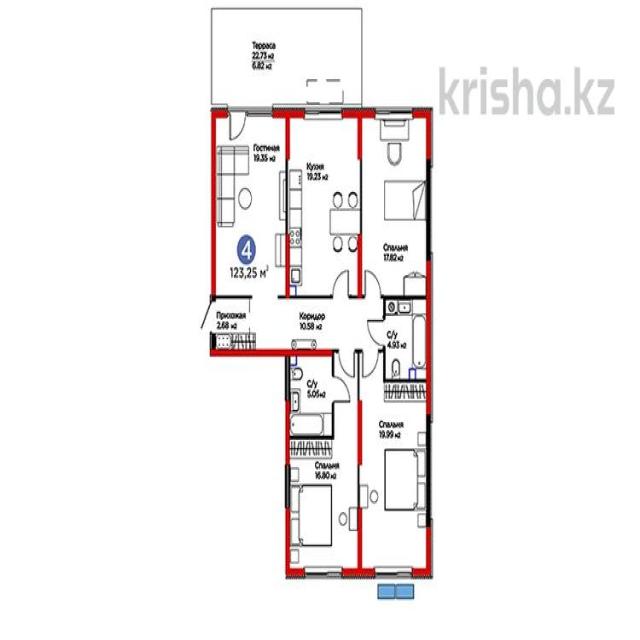 Терраса
22.73 м2
6.82 м2
krisha.kz
Гостиная
19.35 м2
Кухня
19.23 м2
Спальня
17.82 м2
4
123,25 м2
Прихожая
2.68 м2
Коридор
10.58 м2
С/у
4.93 м2
С/у
5.05 м2
Спальня
19.99 м2
Спальня
16.80 м2